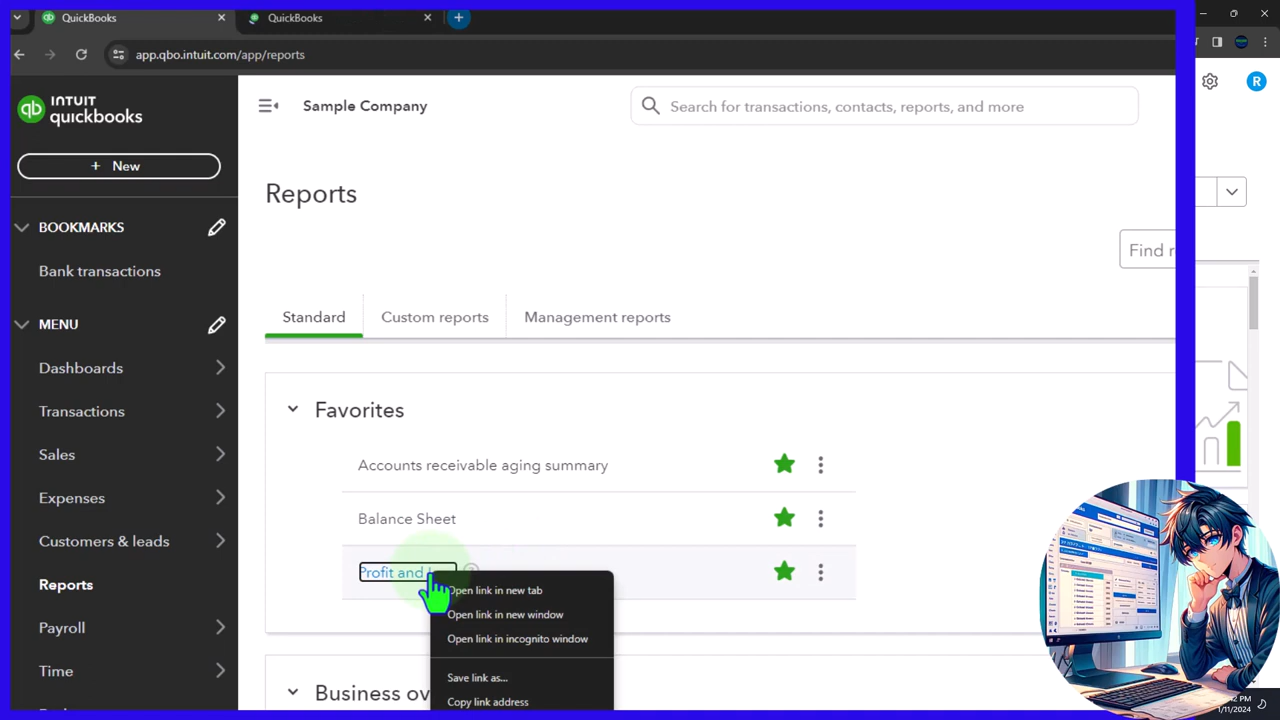 QuickBooks
QuickBooks
app.qbo.intuit.com/app/reports
INTUIT
quickbooks
Sample Company
Search for transactions, contacts, reports, and more
R
+ New
Reports
BOOKMARKS
Find r
Bank transactions
MENU
Standard
Custom reports
Management reports
Dashboards
Transactions
Favorites
Sales
Accounts receivable aging summary
Expenses
Balance Sheet
Customers & leads
Profit and
Open link in new tab
Reports
Open link in new window
Payroll
Open link in incognito window
Time
Save link as...
Business ov
Copy link address
1/11/2024